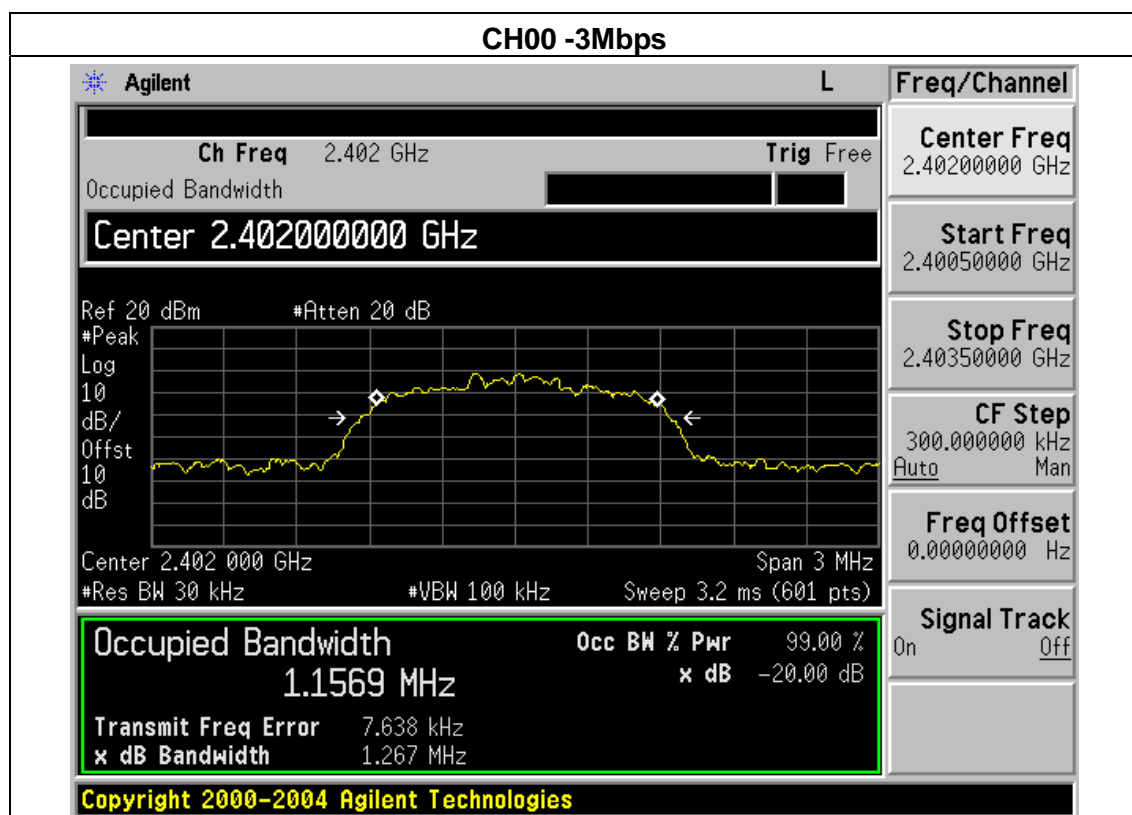 CH00 -3Mbps
Agilent
L
Freq/Channel
Ch Freq 2.402 GHz
Trig Free
Occupied Bandwidth
Center 2.402000000 GHz
Ref 20 dBm
#Atten 20 dB
#Peak
Log
10
dB/
Offst
10
dB
Center 2.402 000 GHz
Span 3 MHz
#Res BW 30 kHz
#VBW 100 kHz
Sweep 3.2 ms (601 pts)
Occupied Bandwidth
1.1569 MHz
Occ BW % Pwr 99.00 %
x dB -20.00 dB
Transmit Freq Error 7.638 kHz
x dB Bandwidth 1.267 MHz
Copyright 2000-2004 Agilent Technologies
Center Freq
2.40200000 GHz
Start Freq
2.40050000 GHz
Stop Freq
2.40350000 GHz
CF Step
300.000000 kHz
Auto Man
Freq Offset
0.00000000 Hz
Signal Track
On Off